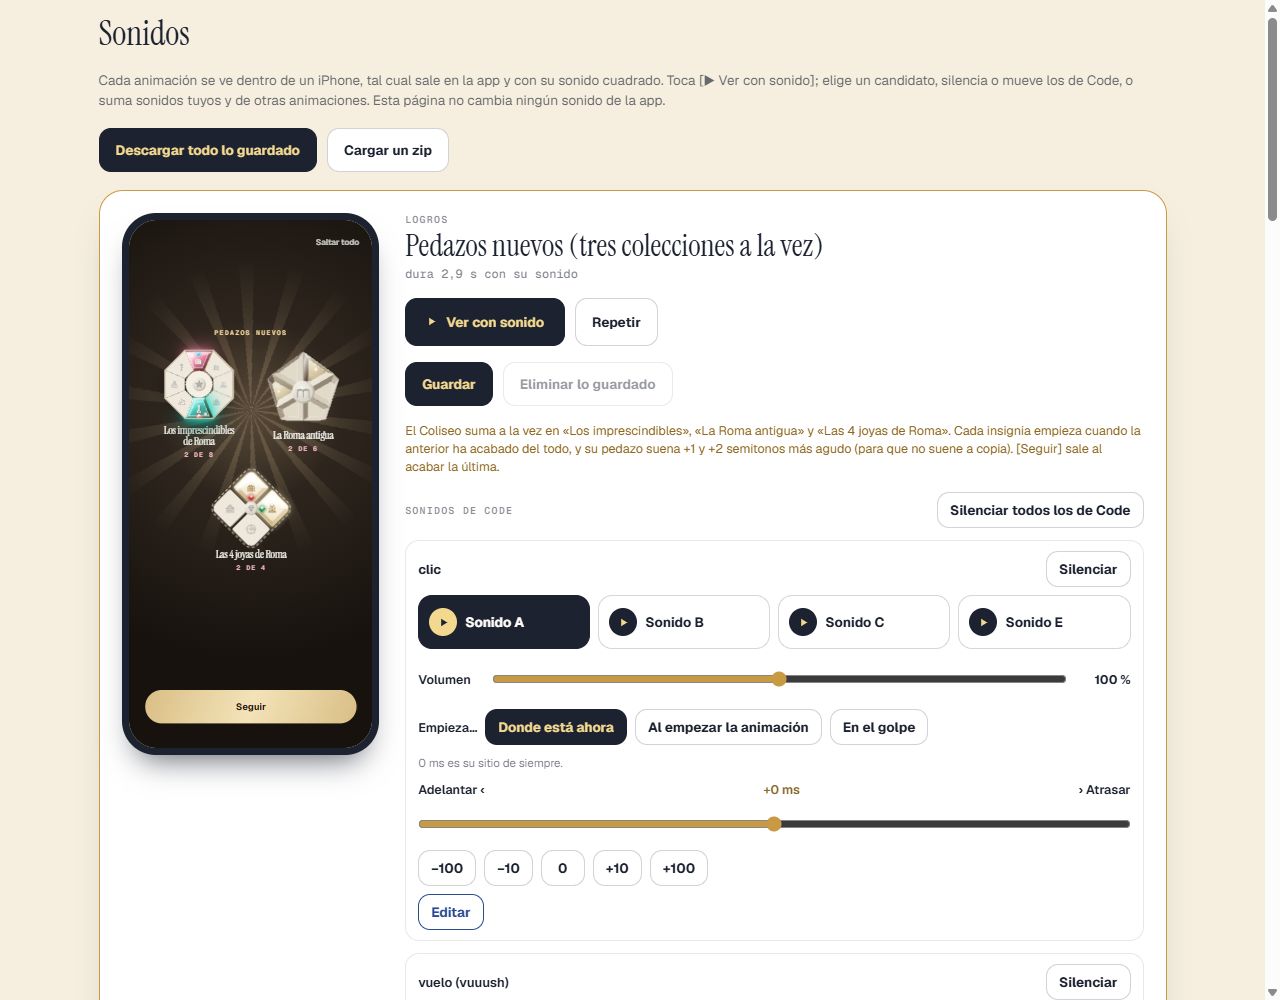 Sonidos
Cada animación se ve dentro de un iPhone, tal cual sale en la app y con su sonido cuadrado. Toca [▶ Ver con sonido]; elige un candidato, silencia o mueve los de Code, o
suma sonidos tuyos y de otras animaciones. Esta página no cambia ningún sonido de la app.
Descargar todo lo guardado
Cargar un zip
Saltar todo
PEDAZOS NUEVOS
Los imprescindibles
de Roma
2 DE 8
La Roma antigua
2 DE 6
Las 4 joyas de Roma
2 DE 4
Seguir
LOGROS
Pedazos nuevos (tres colecciones a la vez)
dura 2,9 s con su sonido
Ver con sonido
Repetir
Guardar
Eliminar lo guardado
El Coliseo suma a la vez en «Los imprescindibles», «La Roma antigua» y «Las 4 joyas de Roma». Cada insignia empieza cuando la
anterior ha acabado del todo, y su pedazo suena +1 y +2 semitonos más agudo (para que no suene a copia). [Seguir] sale al
acabar la última.
SONIDOS DE CODE
Silenciar todos los de Code
clic
Silenciar
Sonido A
Sonido B
Sonido C
Sonido E
Volumen
100 %
Empieza...
Donde está ahora
Al empezar la animación
En el golpe
0 ms es su sitio de siempre.
Adelantar ‹
+0 ms
› Atrasar
−100
−10
0
+10
+100
Editar
vuelo (vuuush)
Silenciar